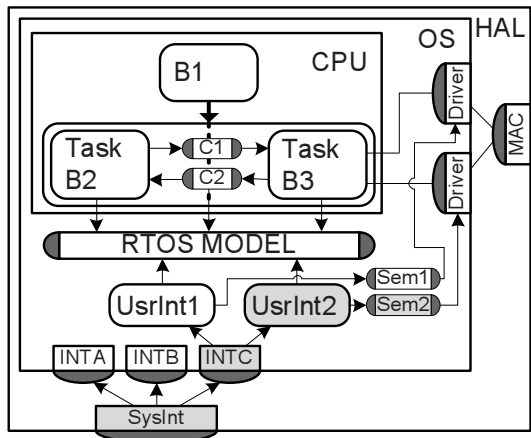 HAL
OS
CPU
B1
Driver
MAC
Task
B2
C1
C2
Task
B3
Driver
RTOS MODEL
UsrInt1
UsrInt2
Sem1
Sem2
INTA
INTB
INTC
SysInt